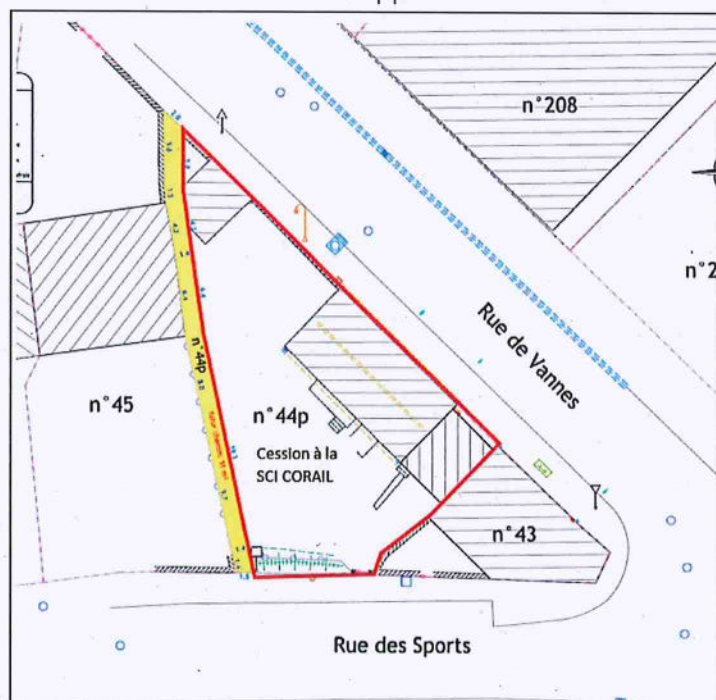 n°208
n°2
Rue de Vannes
n°44p
n°45
n°44p
Cession à la
SCI CORAIL
n°43
Rue des Sports